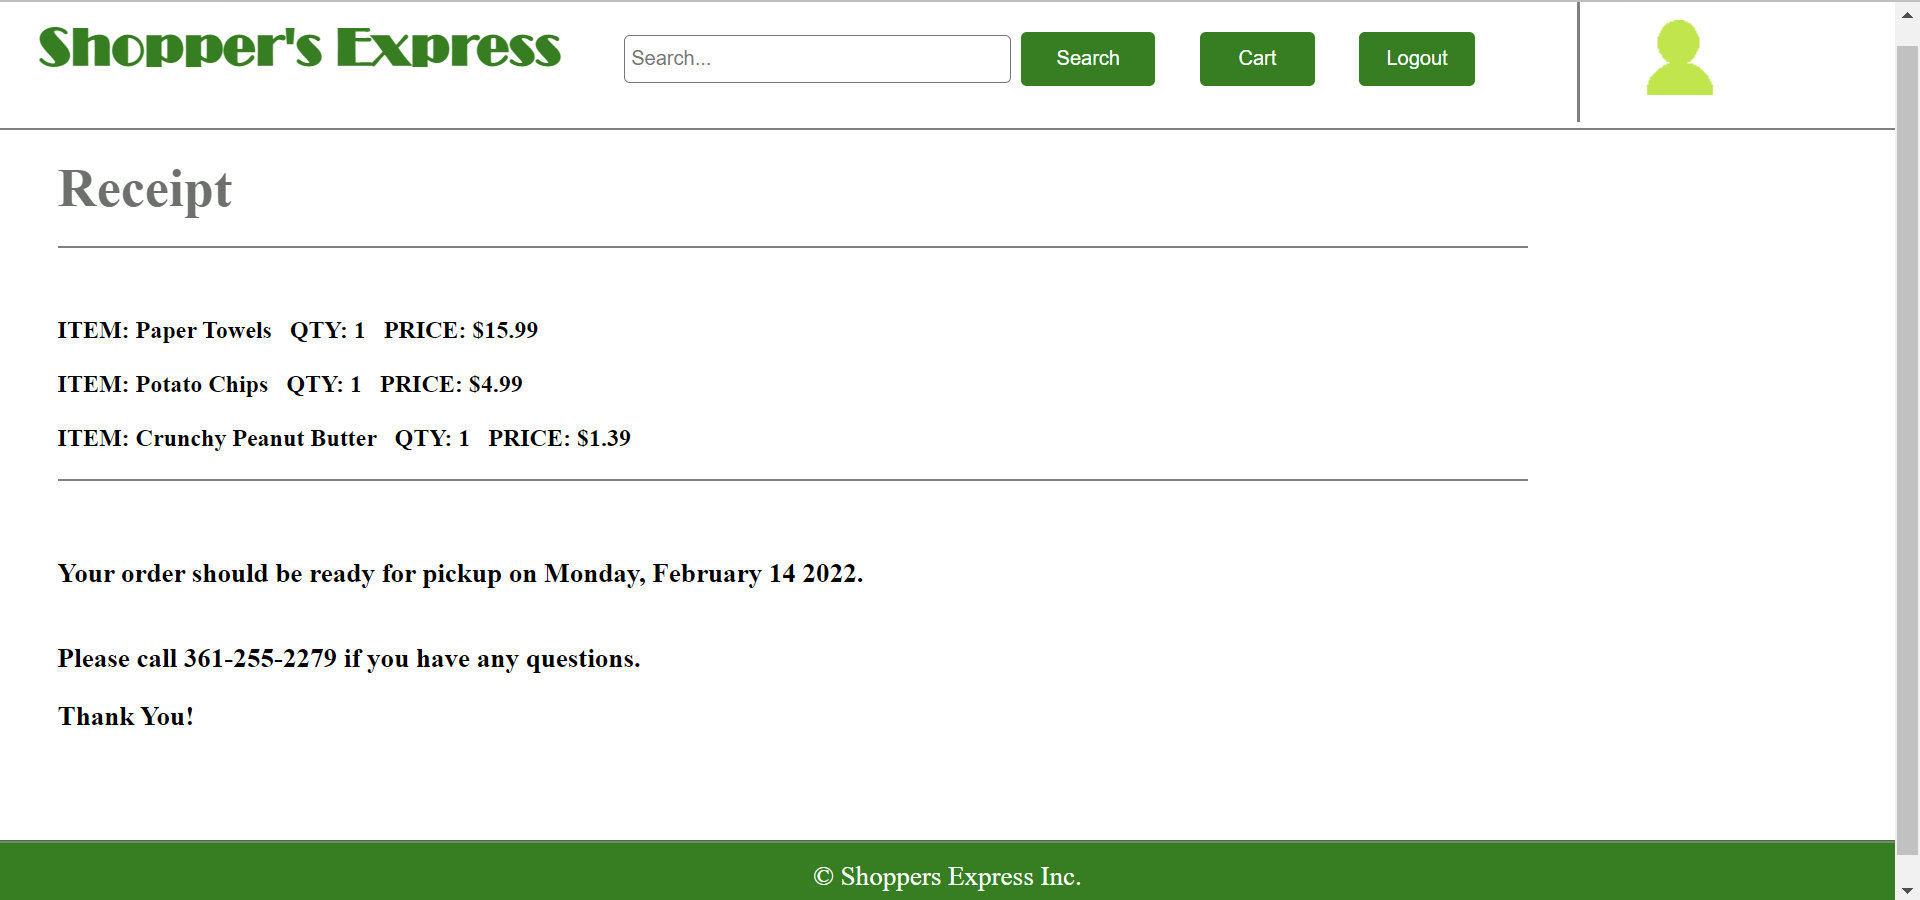 Shopper's Express
Search...
Search
Cart
Logout
Receipt
ITEM: Paper Towels QTY: 1 PRICE: $15.99
ITEM: Potato Chips QTY: 1 PRICE: $4.99
ITEM: Crunchy Peanut Butter QTY: 1 PRICE: $1.39
Your order should be ready for pickup on Monday, February 14 2022.
Please call 361-255-2279 if you have any questions.
Thank You!
© Shoppers Express Inc.